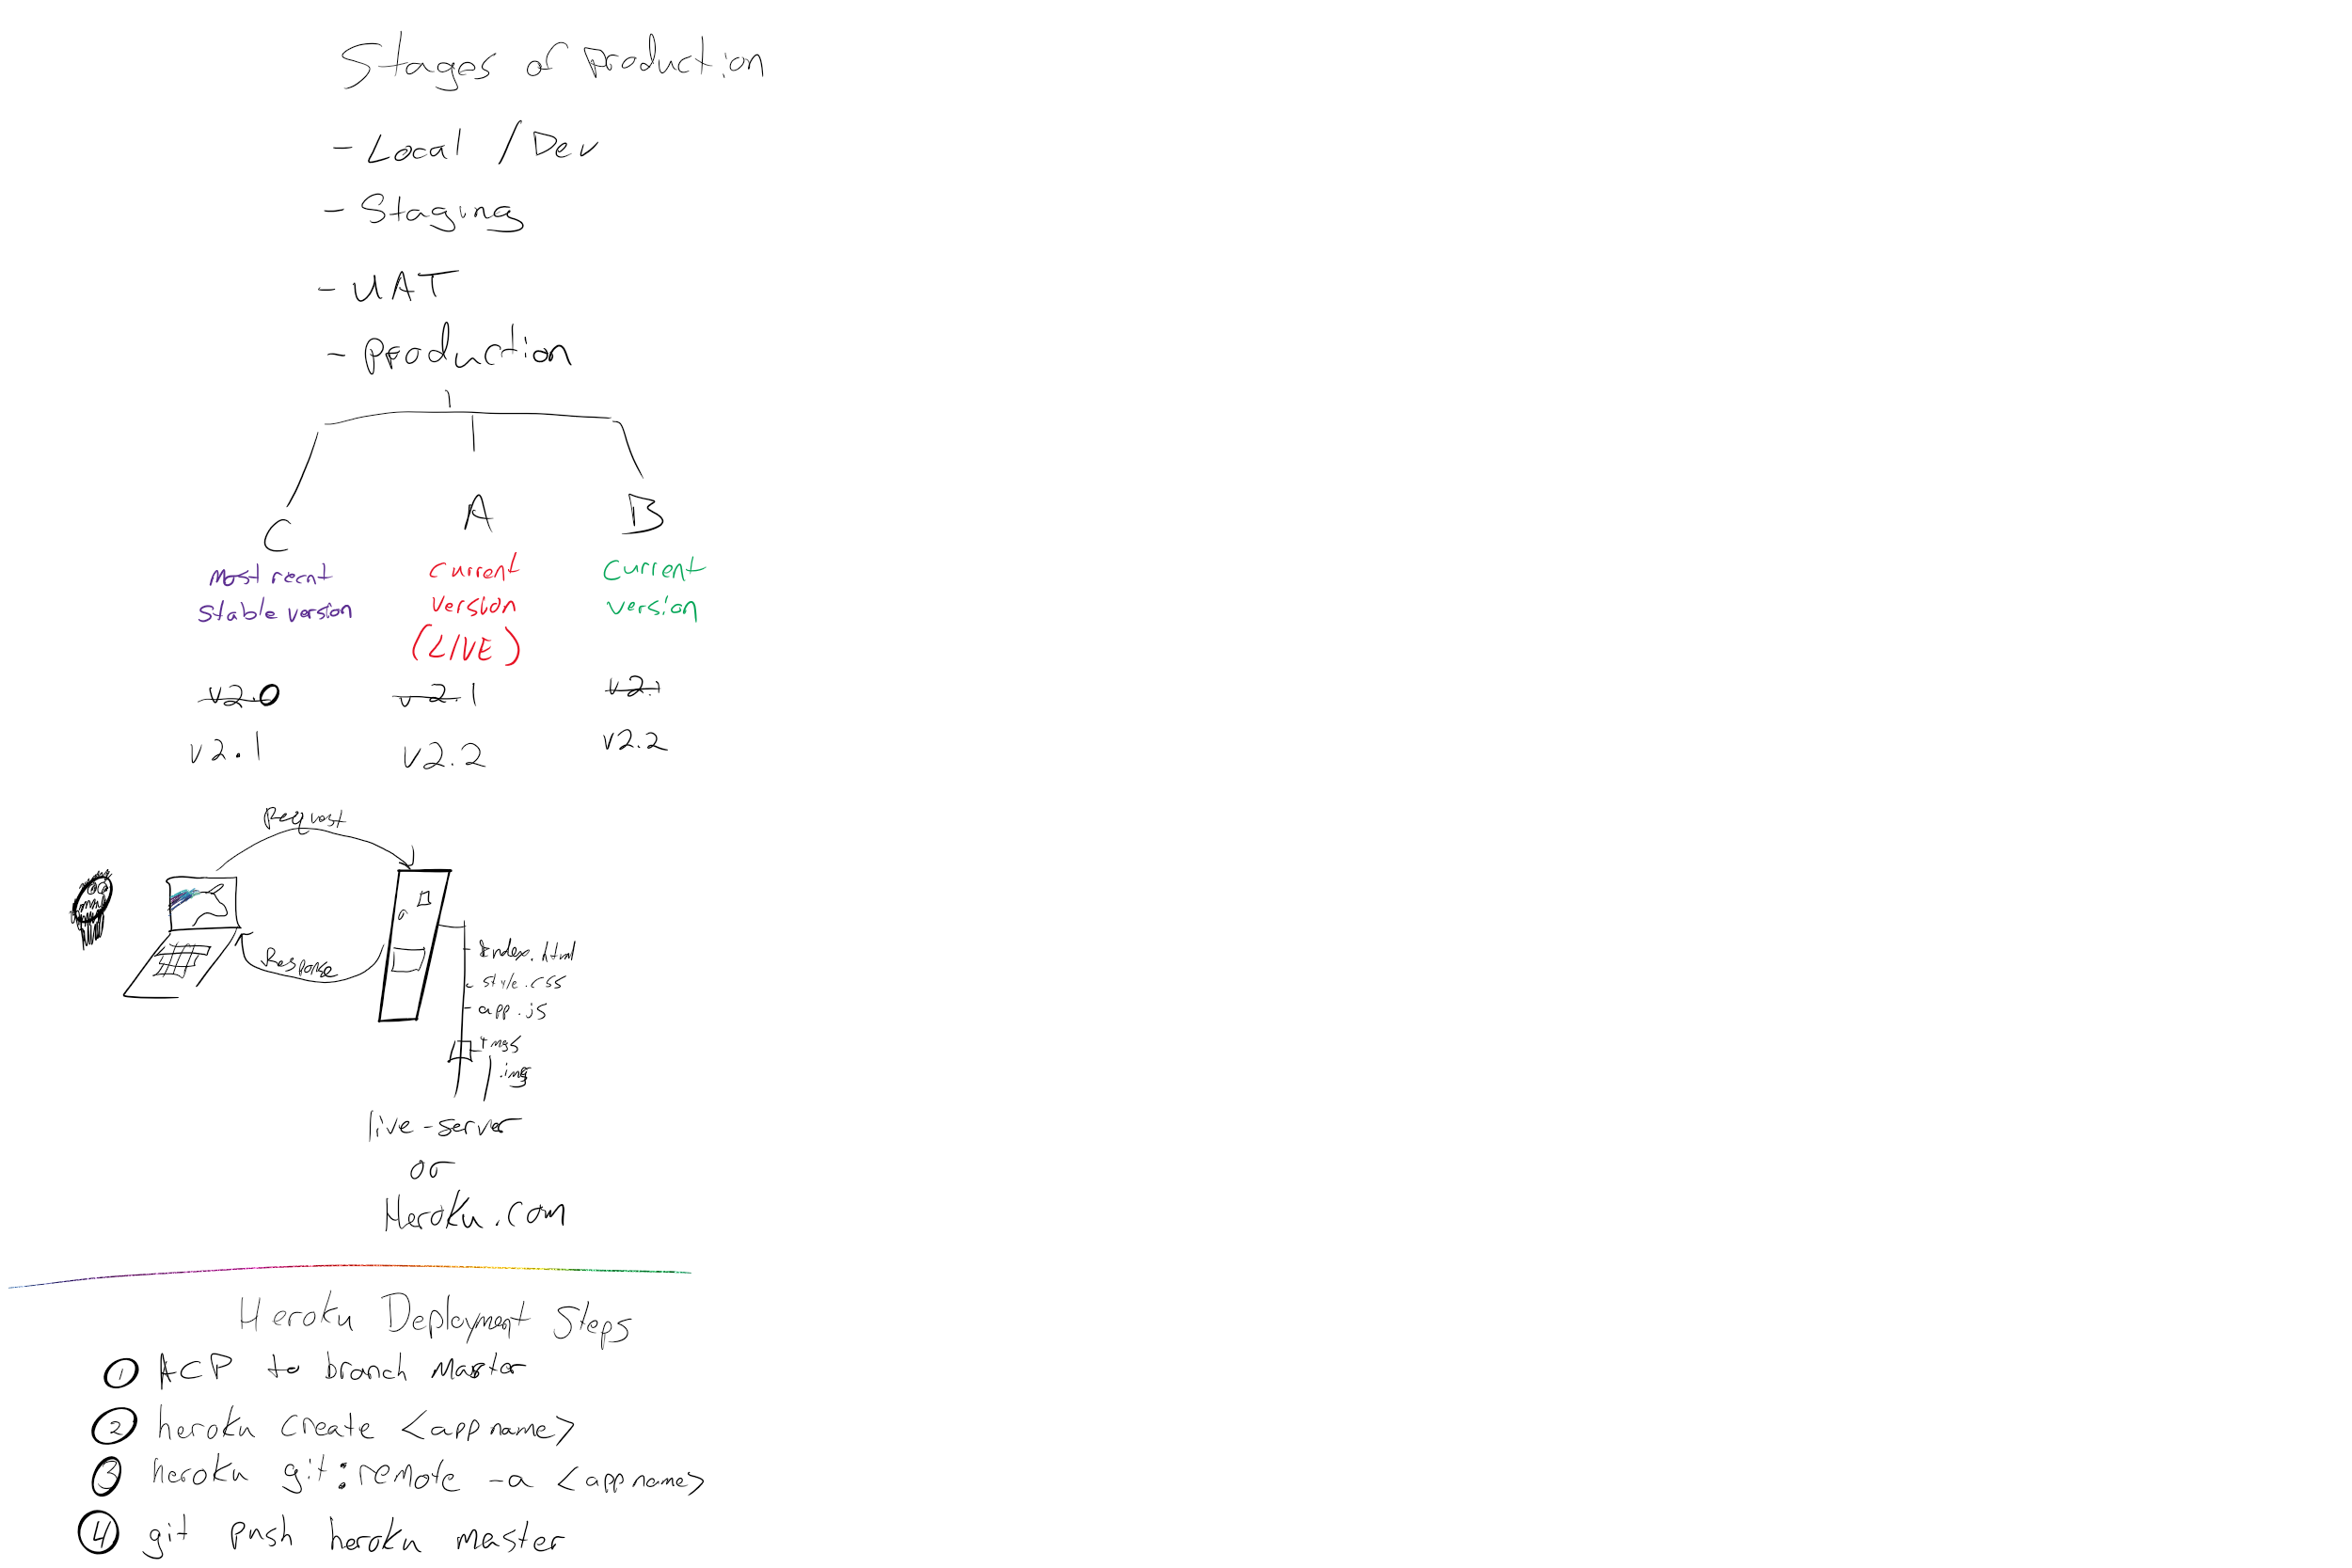 Stages of production
- Local / Dev
- Staging
- UAT
- Production
C A B
Most recnt
stable version
Current
version
(LIVE)
Current
version
v2.0 v2.1 v2.1
v2.1 v2.2 v2.2
Request
Response
index.html
style.css
app.js
imgs
.img
live-server
or
Heroku.com
Heroku Deployment Steps
① ACP to branch Master
② heroku create <app name>
③ heroku git:remote -a <app name>
④ git push heroku master